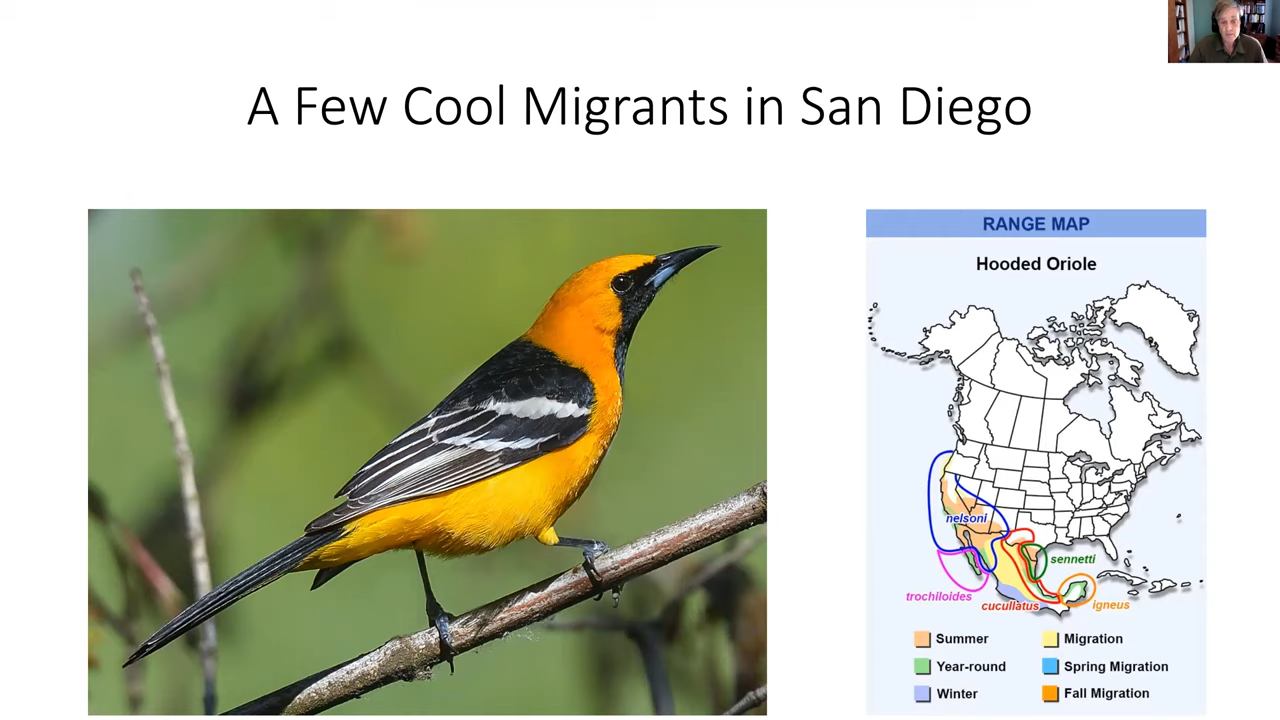 A Few Cool Migrants in San Diego
RANGE MAP
Hooded Oriole
nelsoni
sennetti
trochiloides
cucullatus
igneus
Summer
Migration
Year-round
Spring Migration
Winter
Fall Migration